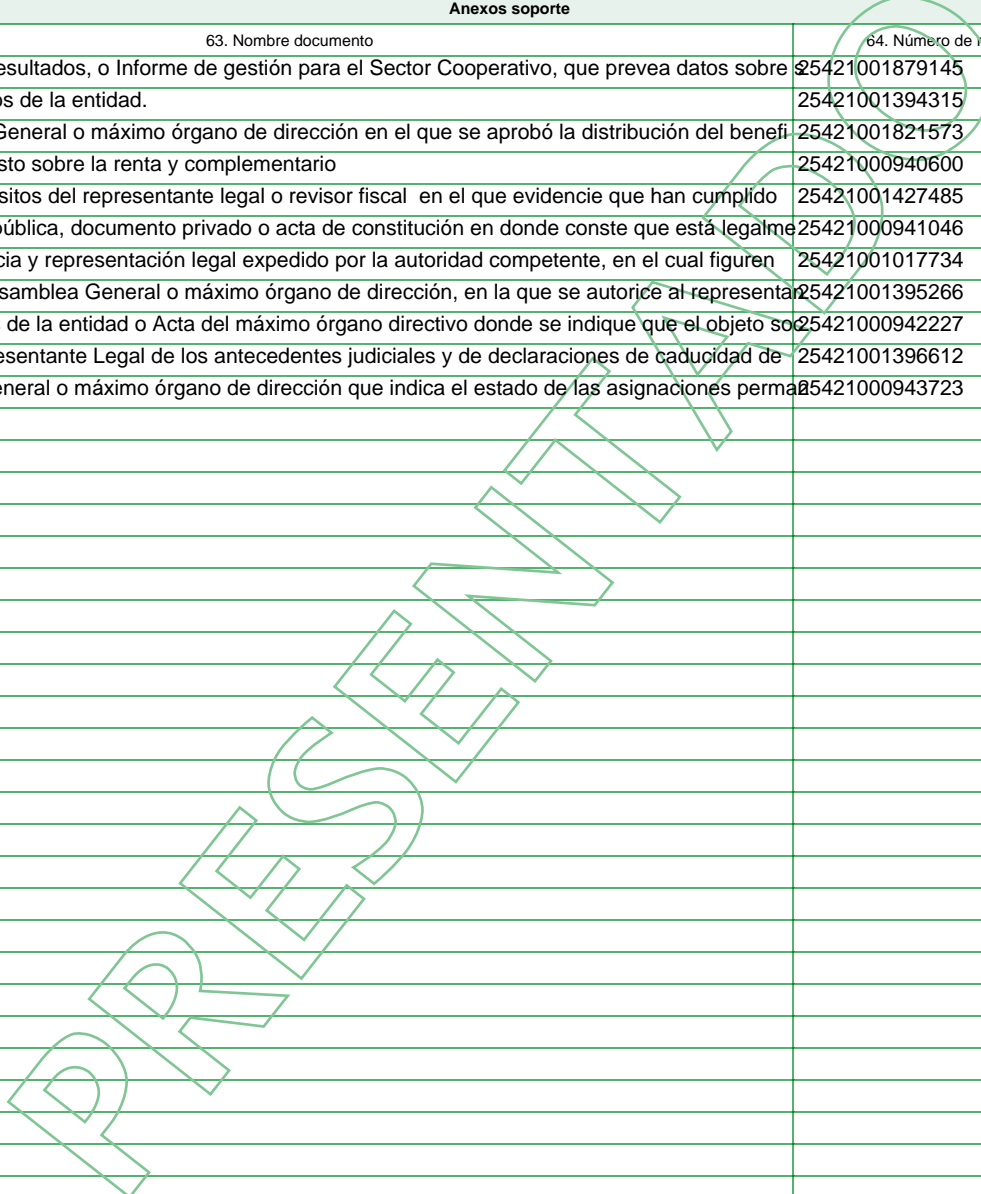 Anexos soporte
63. Nombre documento 64. Número de
esultados, o Informe de gestión para el Sector Cooperativo, que prevea datos sobre s 25421001879145
os de la entidad. 25421001394315
General o máximo órgano de dirección en el que se aprobó la distribución del benefi 25421001821573
sto sobre la renta y complementario 25421000940600
sitos del representante legal o revisor fiscal en el que evidencie que han cumplido 25421001427485
pública, documento privado o acta de constitución en donde conste que está legalme 25421000941046
cia y representación legal expedido por la autoridad competente, en el cual figuren 25421001017734
samblea General o máximo órgano de dirección, en la que se autorice al representan 25421001395266
de la entidad o Acta del máximo órgano directivo donde se indique que el objeto soc 25421000942227
esentante Legal de los antecedentes judiciales y de declaraciones de caducidad de 25421001396612
eneral o máximo órgano de dirección que indica el estado de las asignaciones perman 25421000943723
PRESENTADO